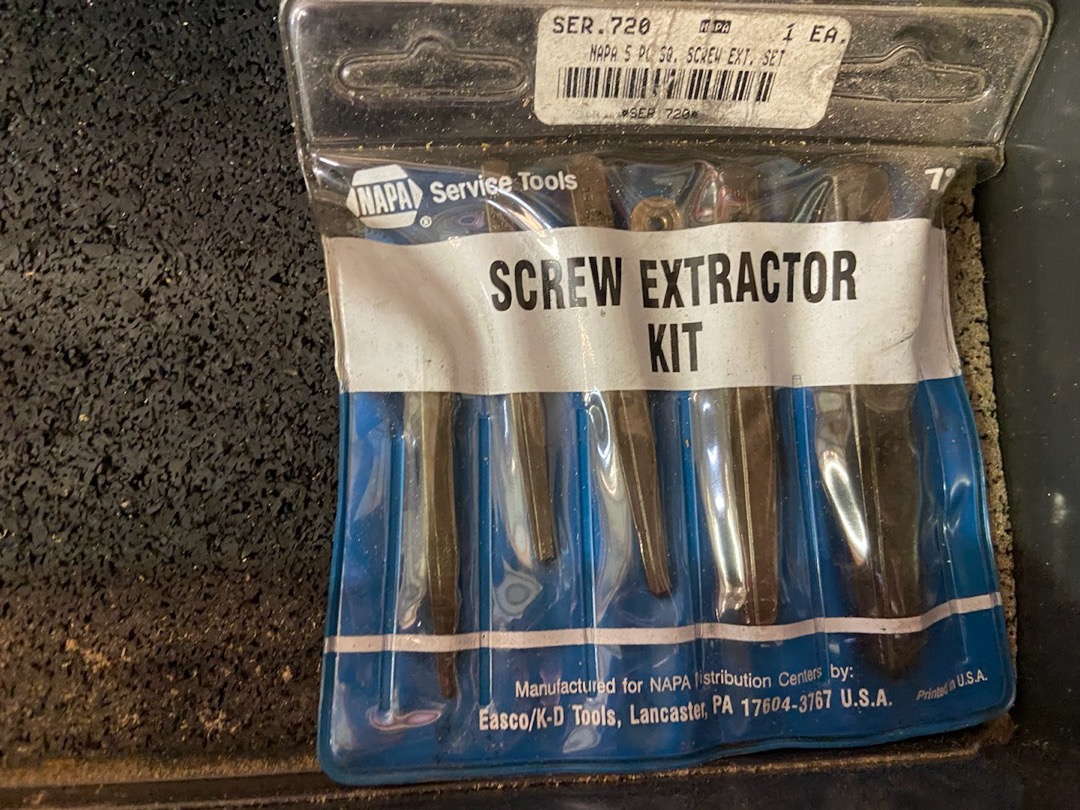 SER.720 NAPA 1 EA.
NAPA 5 PC SQ. SCREW EXT. SET
*SER 720*
NAPA® Service Tools
SCREW EXTRACTOR
KIT
Manufactured for NAPA Distribution Centers by:
Easco/K-D Tools, Lancaster, PA 17604-3767 U.S.A.
Printed in U.S.A.